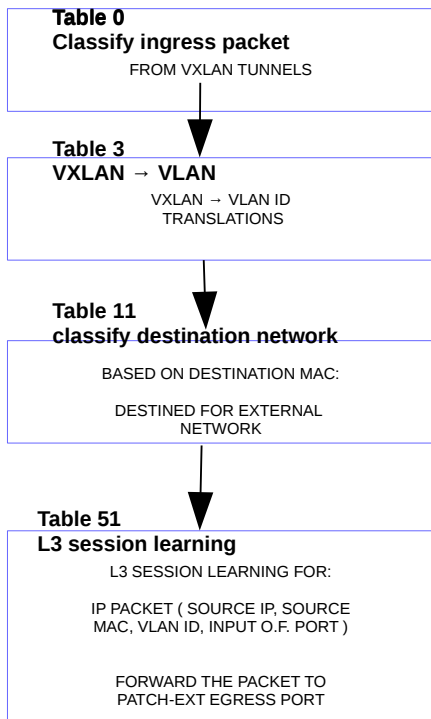 Table 0
Classify ingress packet
FROM VXLAN TUNNELS
Table 3
VXLAN → VLAN
VXLAN → VLAN ID
TRANSLATIONS
Table 11
classify destination network
BASED ON DESTINATION MAC:
DESTINED FOR EXTERNAL
NETWORK
Table 51
L3 session learning
L3 SESSION LEARNING FOR:
IP PACKET ( SOURCE IP, SOURCE
MAC, VLAN ID, INPUT O.F. PORT )
FORWARD THE PACKET TO
PATCH-EXT EGRESS PORT